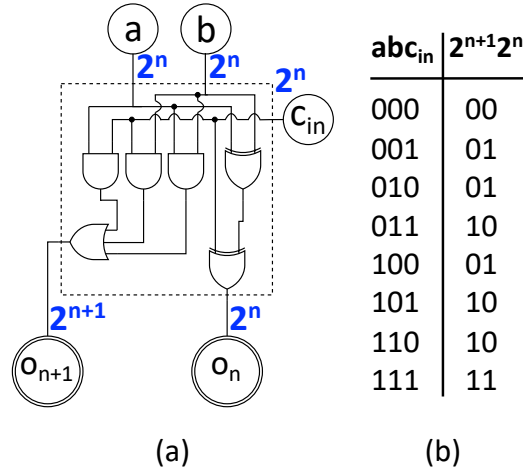 a b
2ⁿ 2ⁿ 2ⁿ
cᵢₙ
2ⁿ⁺¹ 2ⁿ
oₙ₊₁ oₙ
(a)
abcᵢₙ 2ⁿ⁺¹2ⁿ
000 00
001 01
010 01
011 10
100 01
101 10
110 10
111 11
(b)